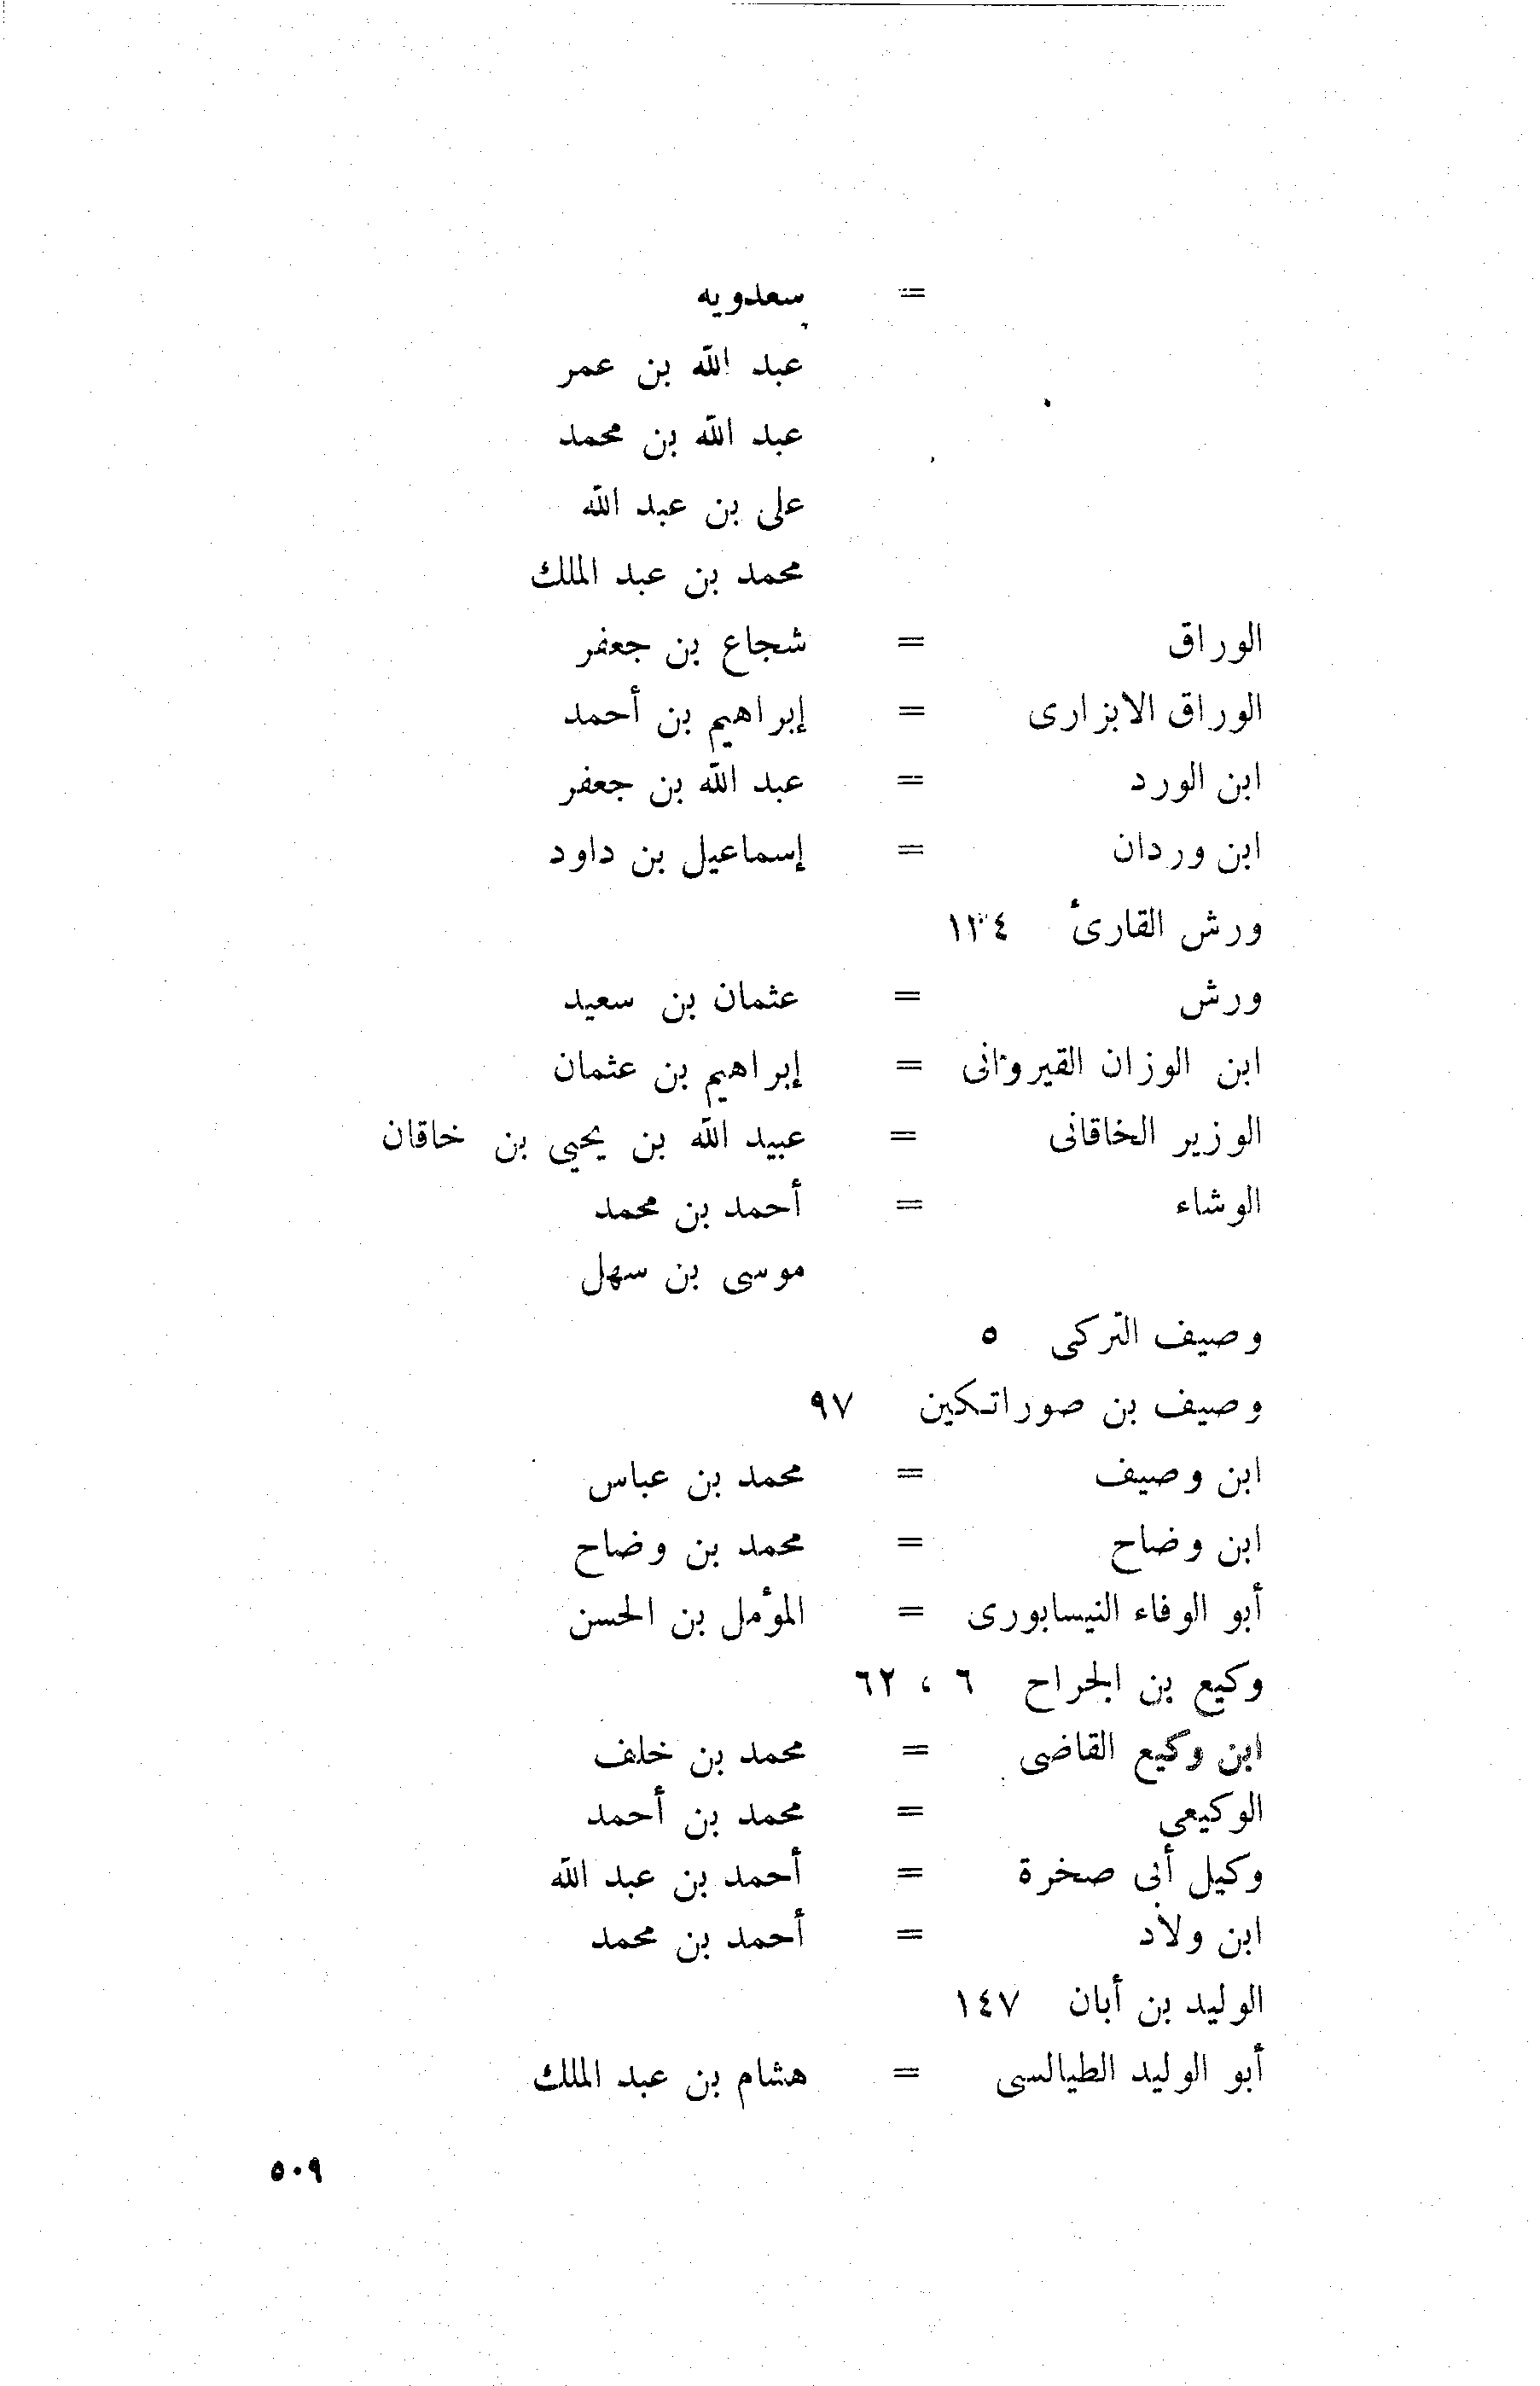 = سعدويه
عبد الله بن عمر
عبد الله بن محمد
على بن عبد الله
محمد بن عبد الملك
الوراق = شجاع بن جعفر
الوراق الابزارى = إبراهيم بن أحمد
ابن الورد = عبد الله بن جعفر
ابن وردان = إسماعيل بن داود
ورش القارئ ١٣٤
ورش = عثمان بن سعيد
ابن الوزان القيروانى = إبراهيم بن عثمان
الوزير الخاقانى = عبيد الله بن يحيى بن خاقان
الوشاء = أحمد بن محمد
موسى بن سهل
وصيف التركى ٥
وصيف بن صوراتكين ٩٧
ابن وصيف = محمد بن عباس
ابن وضاح = محمد بن وضاح
أبو الوفاء النيسابورى = المؤمل بن الحسن
وكيع بن الجراح ٦ ، ٦٢
ابن وكيع القاضى = محمد بن خلف
الوكيعى = محمد بن أحمد
وكيل أبى صخرة = أحمد بن عبد الله
ابن ولاد = أحمد بن محمد
الوليد بن أبان ١٤٧
أبو الوليد الطيالسى = هشام بن عبد الملك
٥٠٩